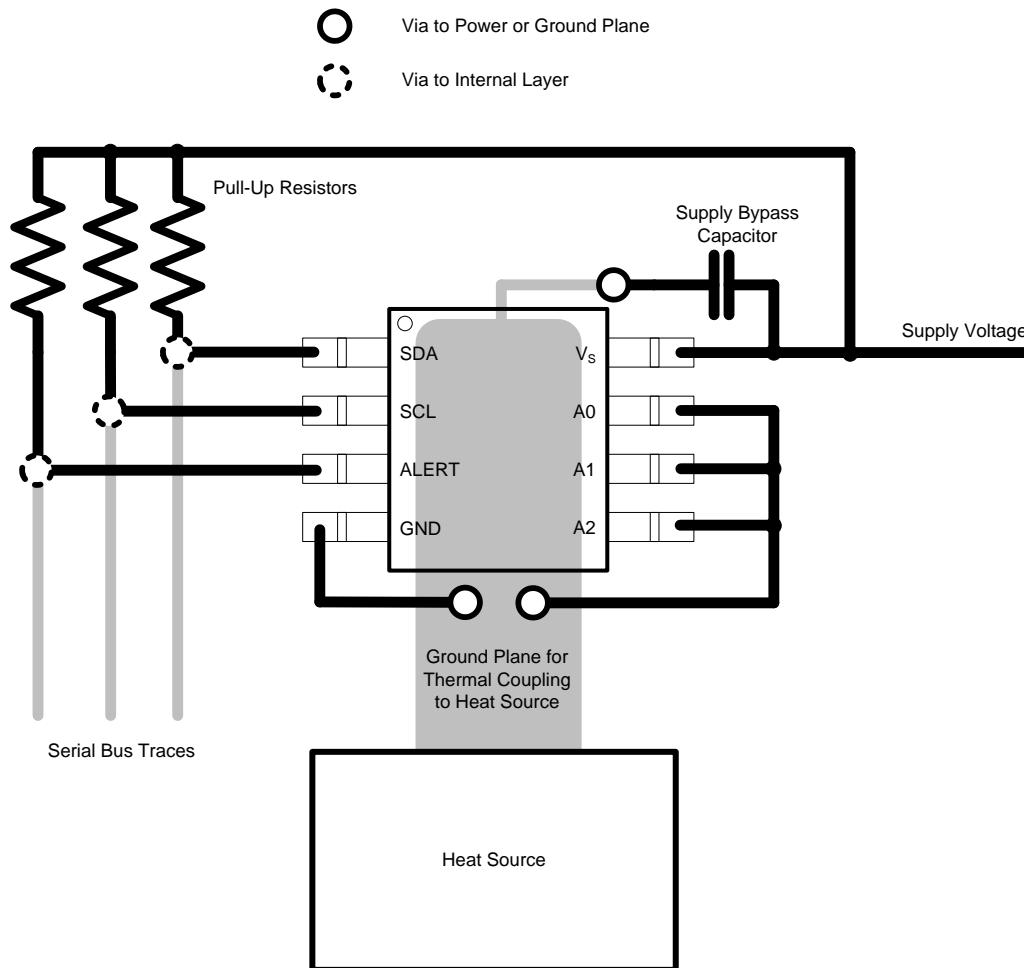 Via to Power or Ground Plane
Via to Internal Layer
Pull-Up Resistors
Supply Bypass
Capacitor
Supply Voltage
SDA
VS
SCL
A0
ALERT
A1
GND
A2
Ground Plane for
Thermal Coupling
to Heat Source
Serial Bus Traces
Heat Source